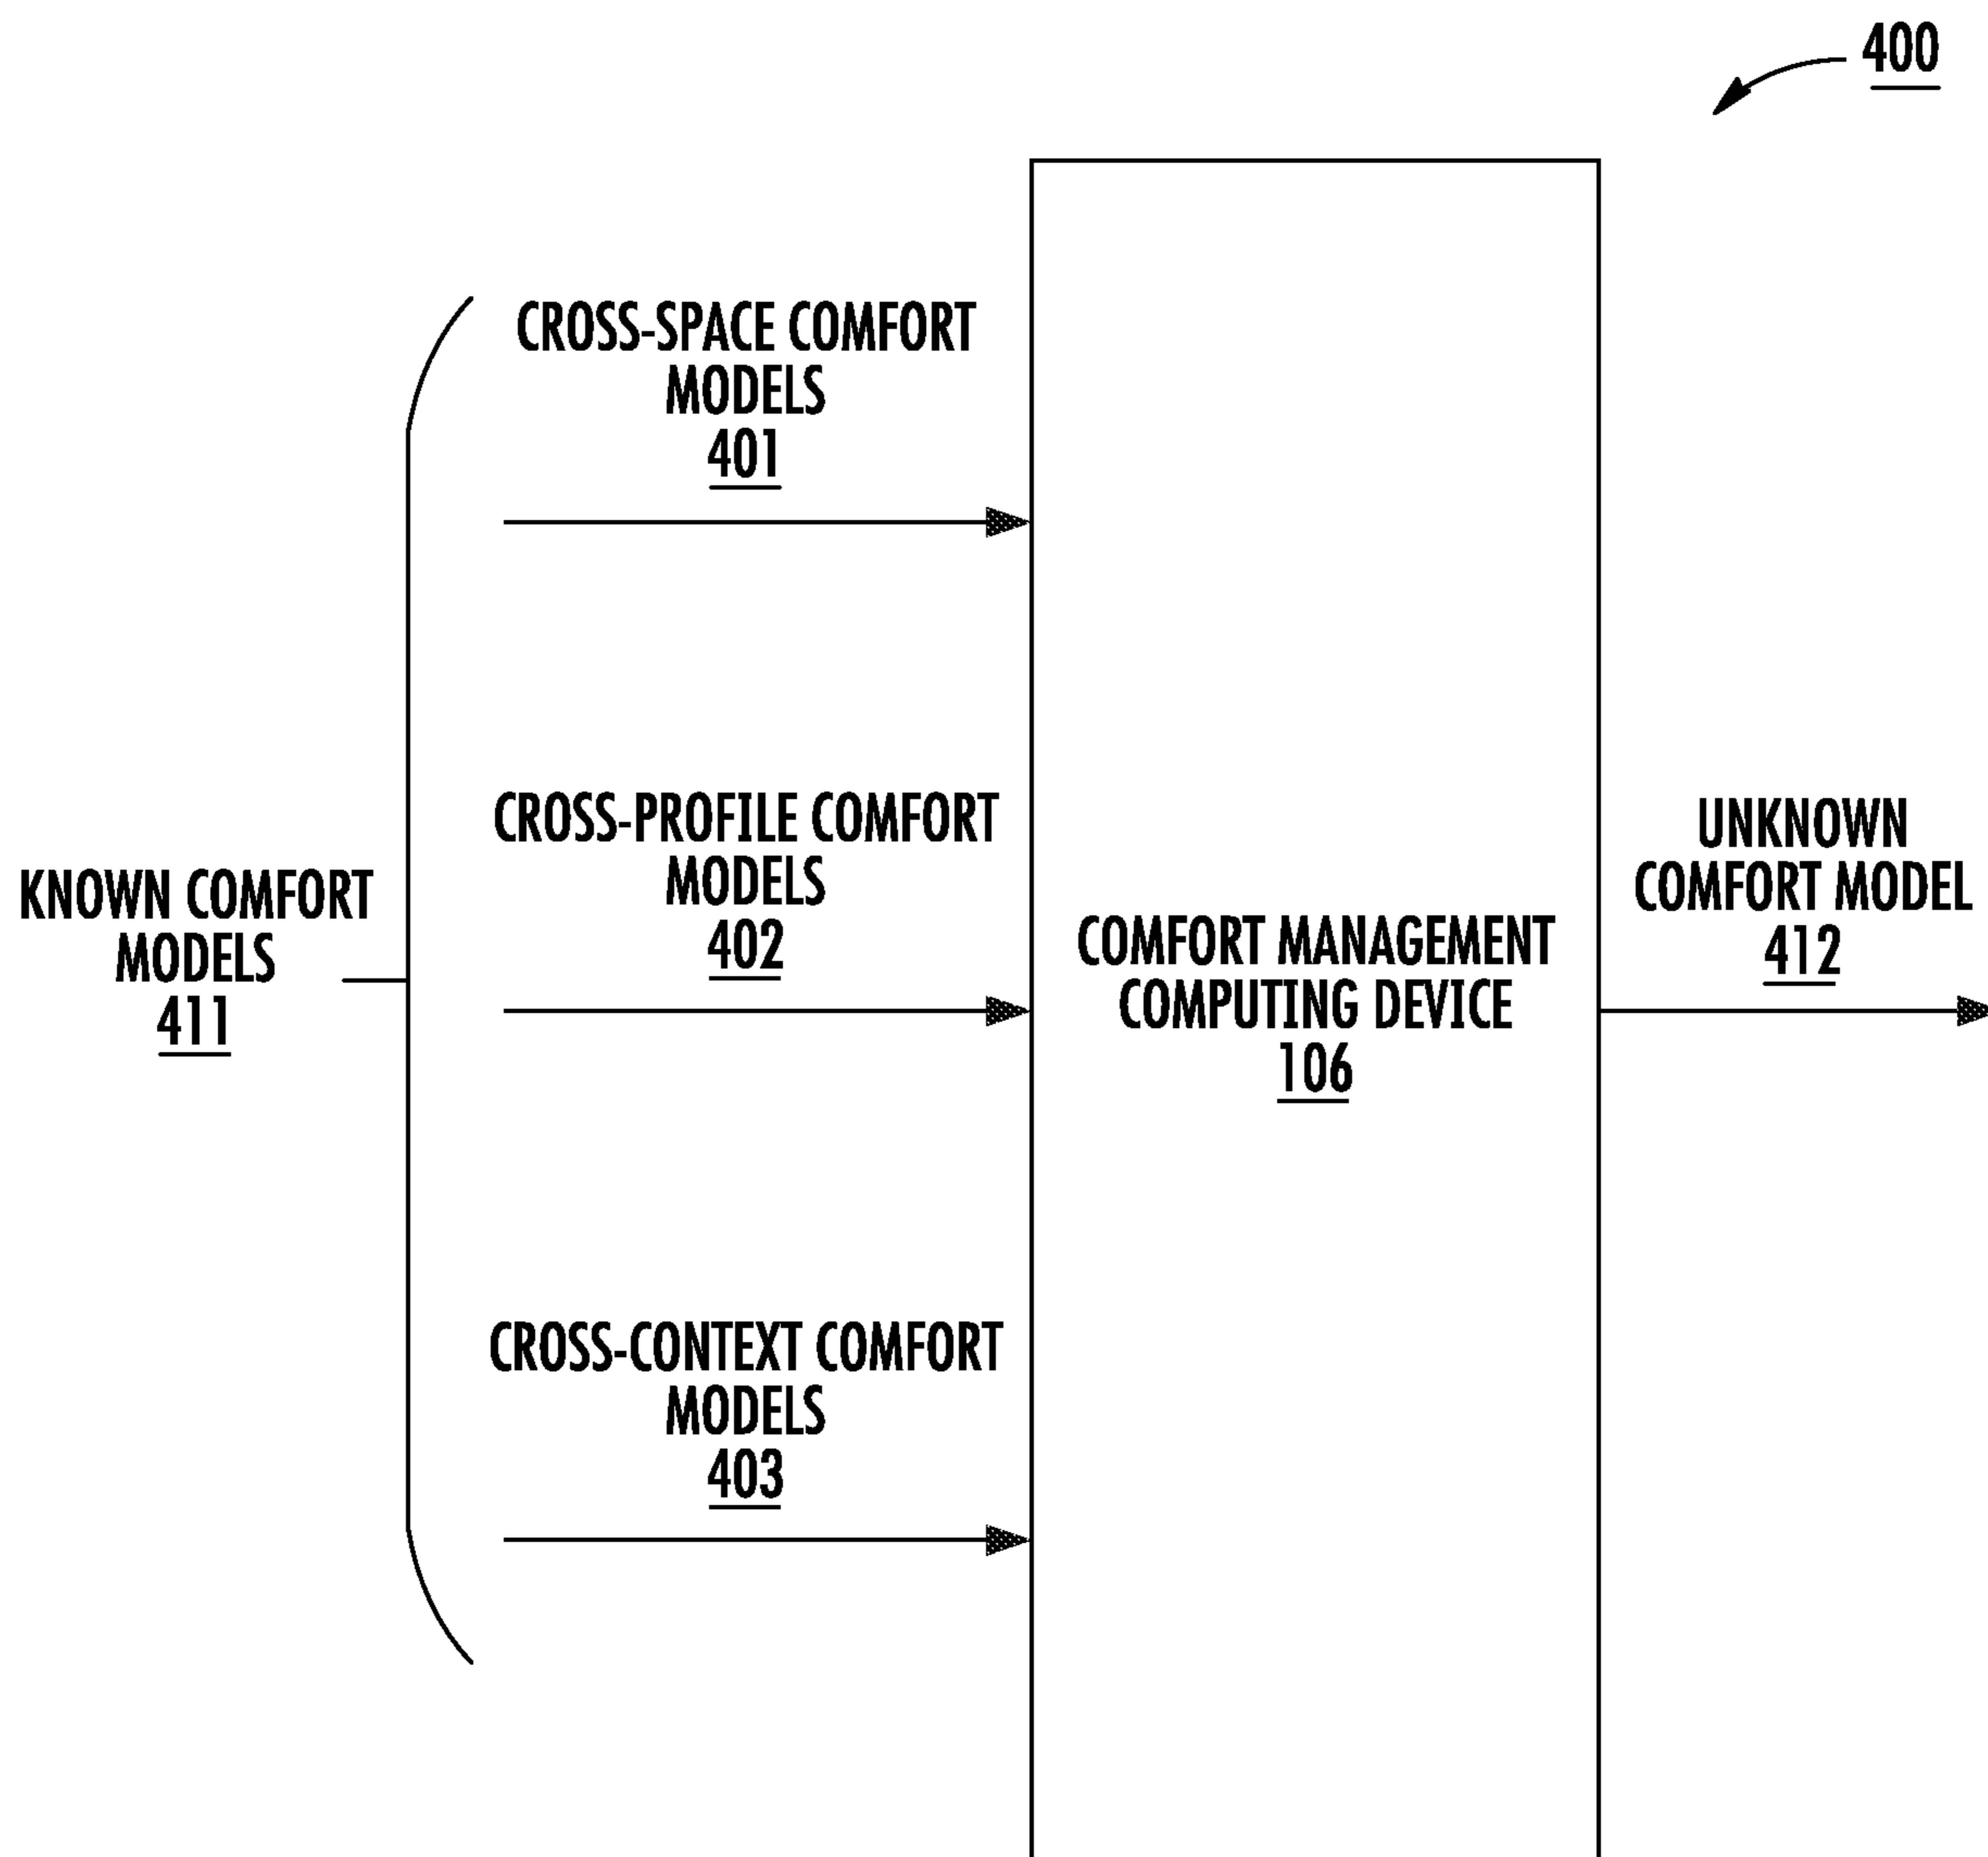 400
CROSS-SPACE COMFORT
MODELS
401
CROSS-PROFILE COMFORT
MODELS
402
CROSS-CONTEXT COMFORT
MODELS
403
KNOWN COMFORT
MODELS
411
COMFORT MANAGEMENT
COMPUTING DEVICE
106
UNKNOWN
COMFORT MODEL
412